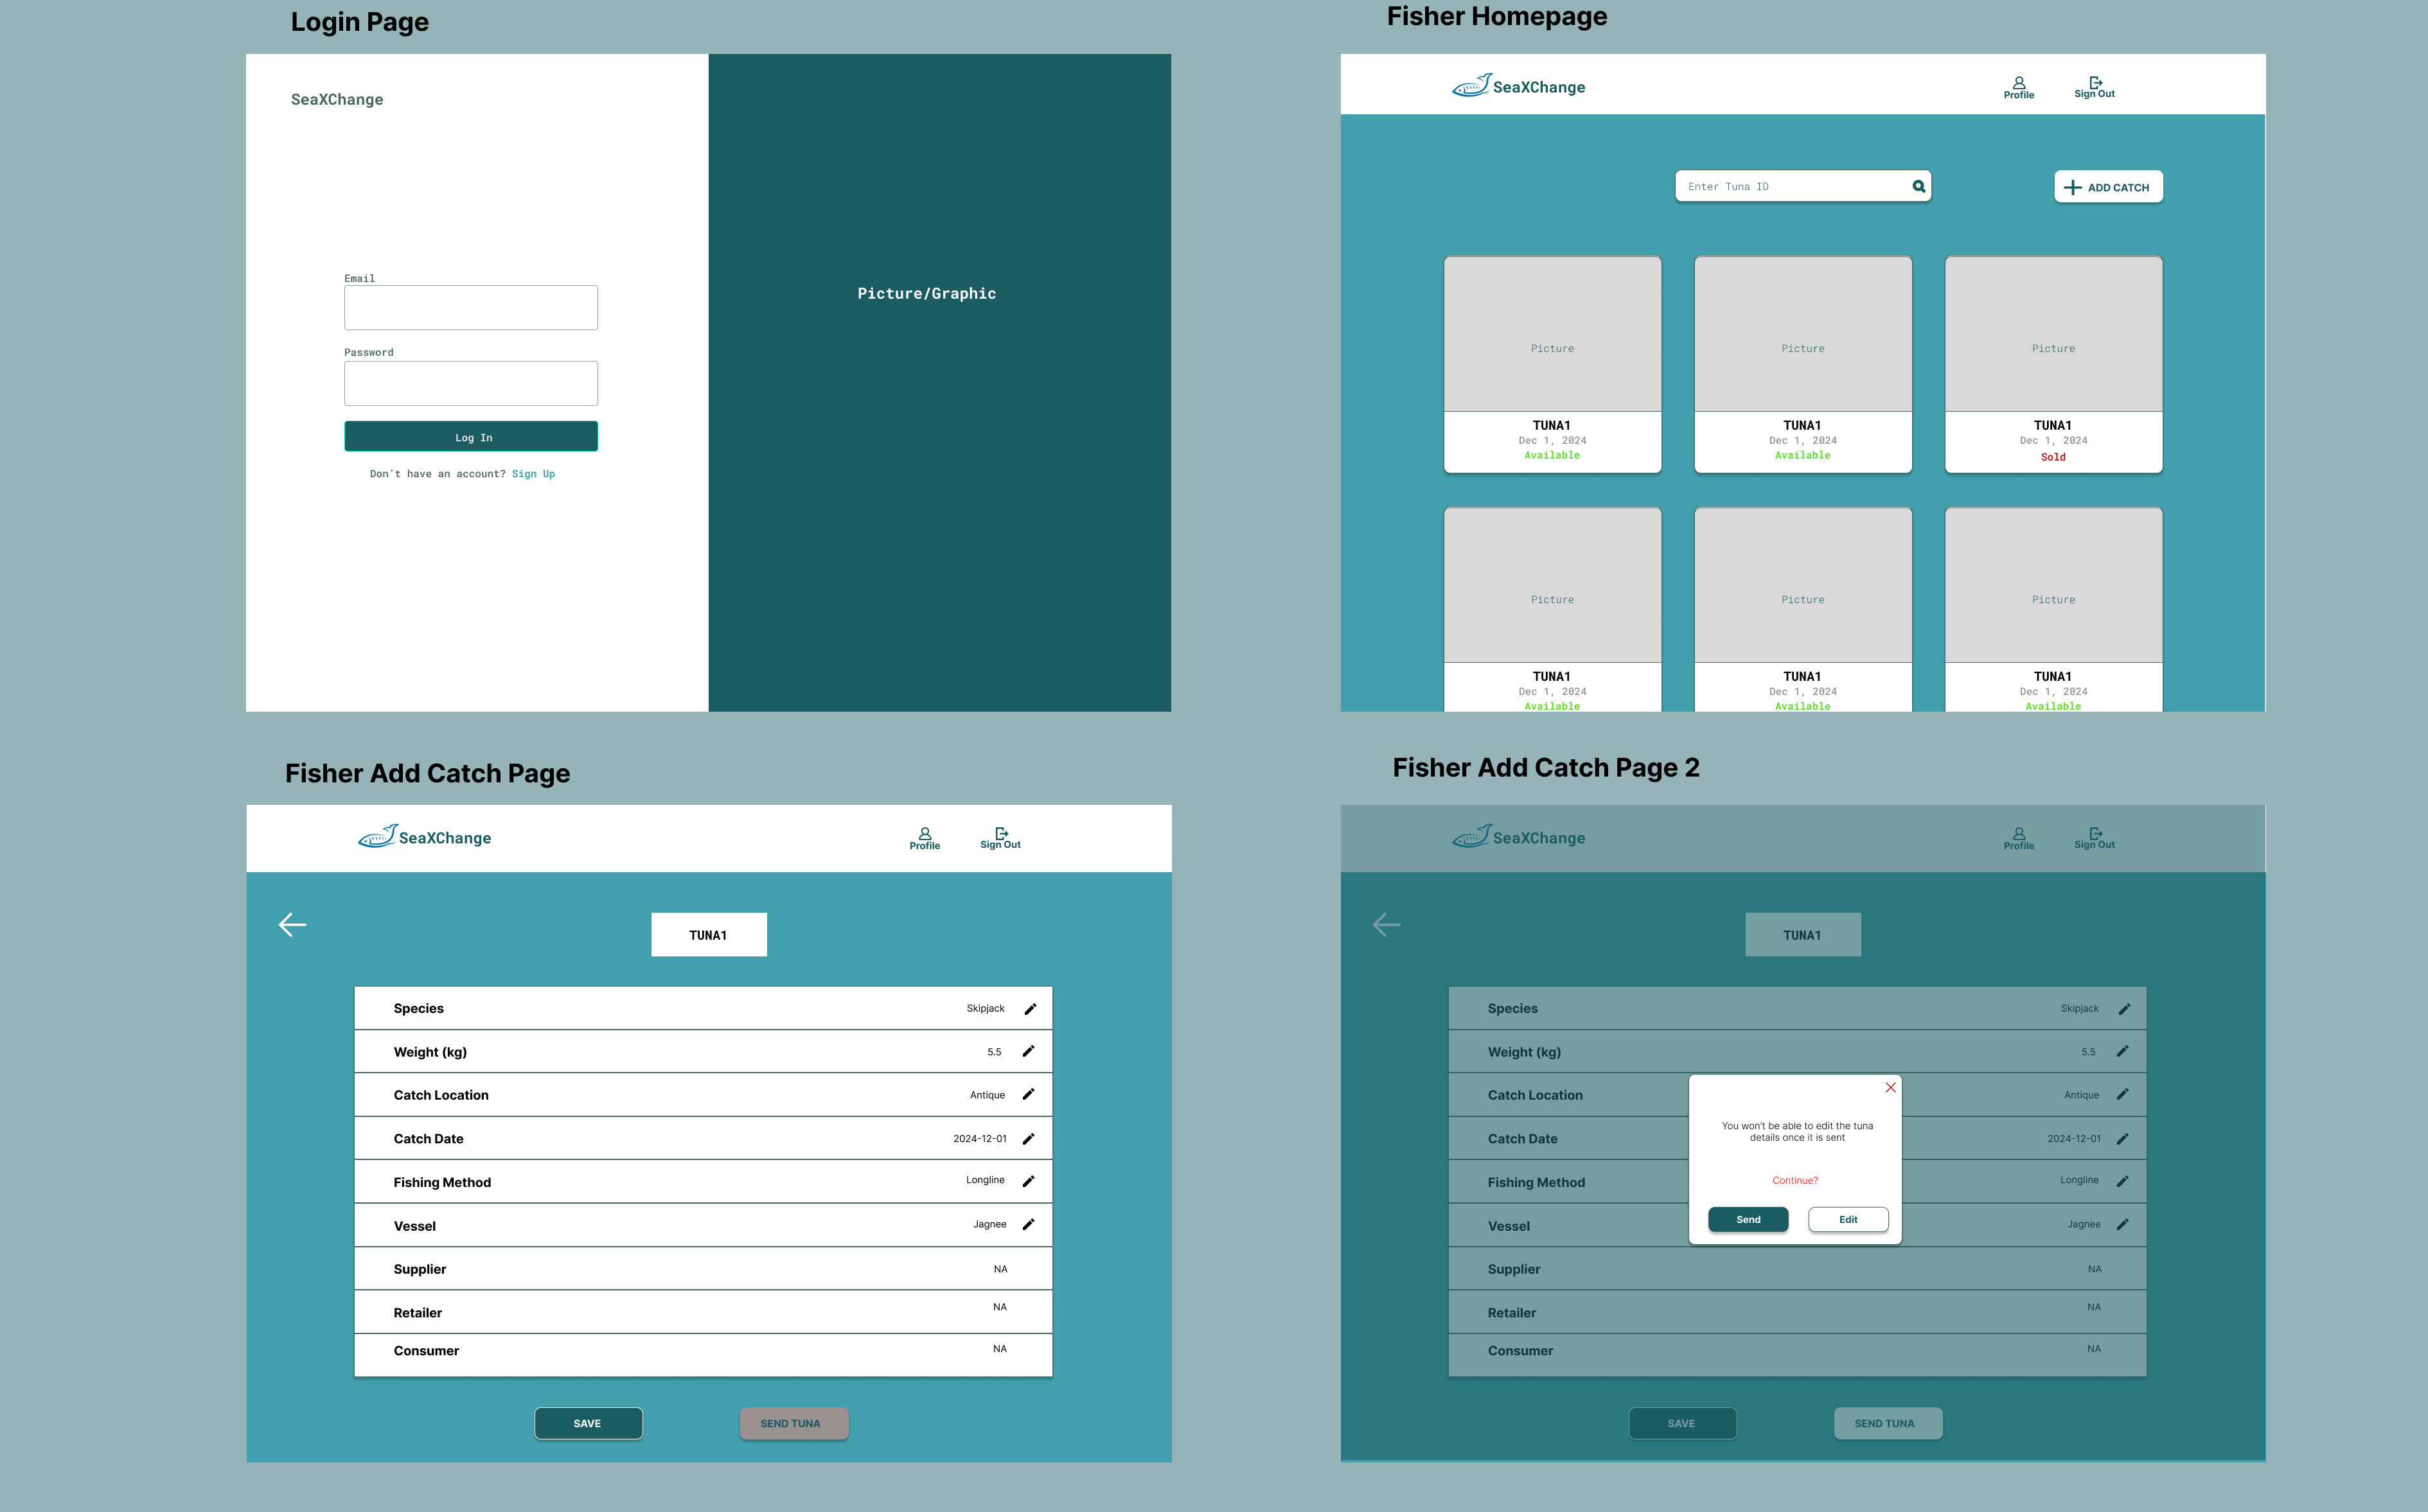 Login Page
SeaXChange
Email
Password
Log In
Don't have an account? Sign Up
Picture/Graphic
Fisher Homepage
SeaXChange
Profile
Sign Out
Enter Tuna ID
ADD CATCH
Picture
TUNA1
Dec 1, 2024
Available
Picture
TUNA1
Dec 1, 2024
Available
Picture
TUNA1
Dec 1, 2024
Sold
Picture
TUNA1
Dec 1, 2024
Available
Picture
TUNA1
Dec 1, 2024
Available
Picture
TUNA1
Dec 1, 2024
Available
Fisher Add Catch Page
SeaXChange
Profile
Sign Out
TUNA1
Species Skipjack
Weight (kg) 5.5
Catch Location Antique
Catch Date 2024-12-01
Fishing Method Longline
Vessel Jagnee
Supplier NA
Retailer NA
Consumer NA
SAVE
SEND TUNA
Fisher Add Catch Page 2
SeaXChange
Profile
Sign Out
TUNA1
Species Skipjack
Weight (kg) 5.5
Catch Location Antique
Catch Date 2024-12-01
Fishing Method Longline
Vessel Jagnee
Supplier NA
Retailer NA
Consumer NA
You won't be able to edit the tuna
details once it is sent
Continue?
Send
Edit
SAVE
SEND TUNA